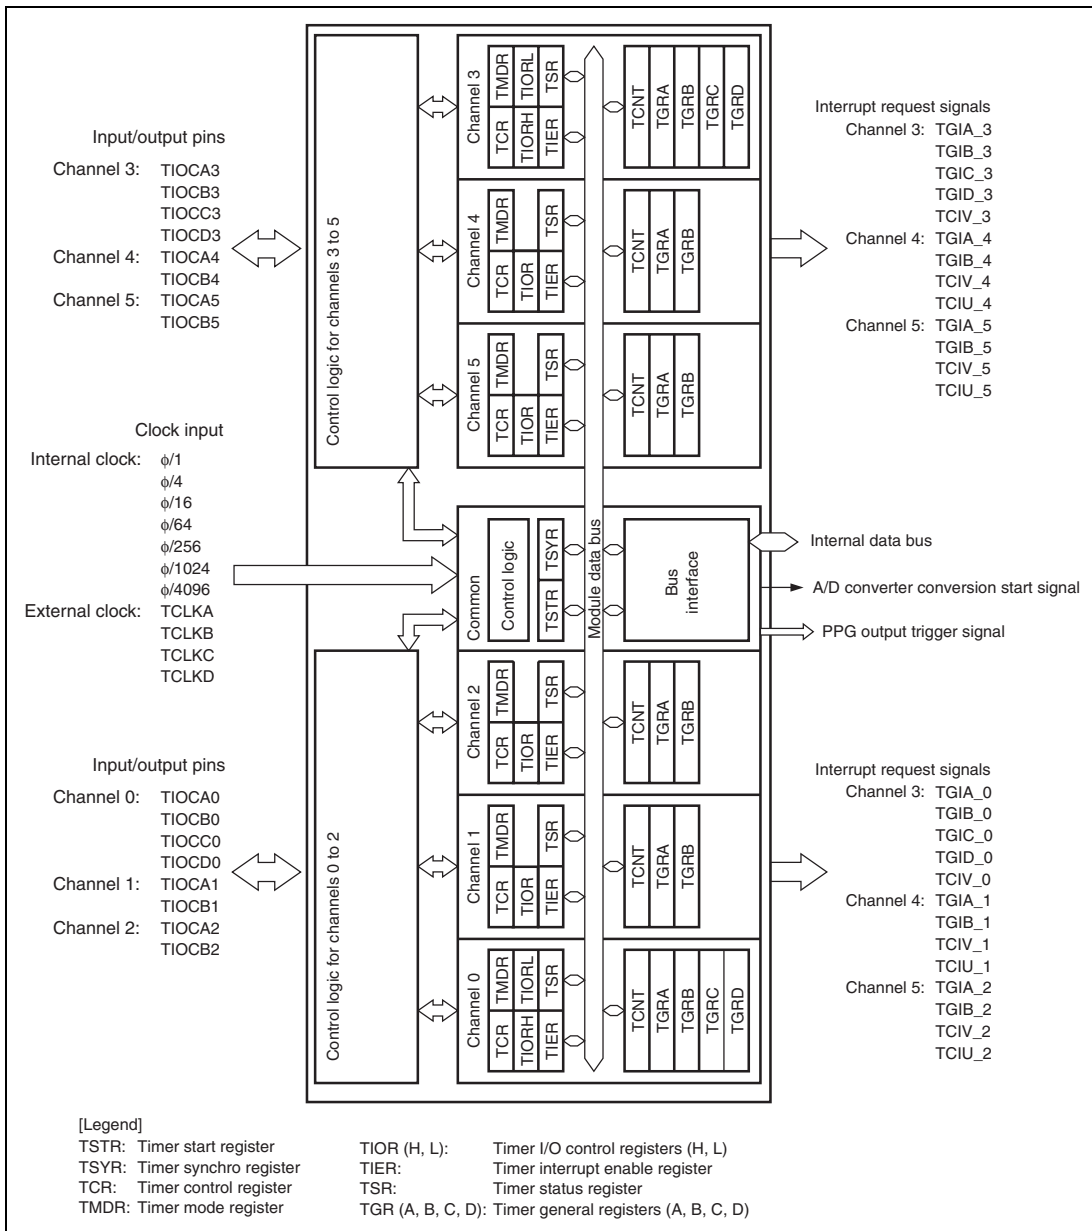 Input/output pins
Channel 3: TIOCA3
TIOCB3
TIOCC3
TIOCD3
Channel 4: TIOCA4
TIOCB4
Channel 5: TIOCA5
TIOCB5
Clock input
Internal clock: ϕ/1
ϕ/4
ϕ/16
ϕ/64
ϕ/256
ϕ/1024
ϕ/4096
External clock: TCLKA
TCLKB
TCLKC
TCLKD
Input/output pins
Channel 0: TIOCA0
TIOCB0
TIOCC0
TIOCD0
Channel 1: TIOCA1
TIOCB1
Channel 2: TIOCA2
TIOCB2
Control logic for channels 3 to 5
Control logic for channels 0 to 2
Channel 3
TCR TMDR
TIORH TIORL
TIER TSR
TCNT
TGRA
TGRB
TGRC
TGRD
Channel 4
TCR TMDR
TIOR
TIER TSR
TCNT
TGRA
TGRB
Channel 5
TCR TMDR
TIOR
TIER TSR
TCNT
TGRA
TGRB
Common
Control logic
TSTR TSYR
Module data bus
Bus
interface
Channel 2
TCR TMDR
TIOR
TIER TSR
TCNT
TGRA
TGRB
Channel 1
TCR TMDR
TIOR
TIER TSR
TCNT
TGRA
TGRB
Channel 0
TCR TMDR
TIORH TIORL
TIER TSR
TCNT
TGRA
TGRB
TGRC
TGRD
Interrupt request signals
Channel 3: TGIA_3
TGIB_3
TGIC_3
TGID_3
TCIV_3
Channel 4: TGIA_4
TGIB_4
TCIV_4
TCIU_4
Channel 5: TGIA_5
TGIB_5
TCIV_5
TCIU_5
Internal data bus
A/D converter conversion start signal
PPG output trigger signal
Interrupt request signals
Channel 3: TGIA_0
TGIB_0
TGIC_0
TGID_0
TCIV_0
Channel 4: TGIA_1
TGIB_1
TCIV_1
TCIU_1
Channel 5: TGIA_2
TGIB_2
TCIV_2
TCIU_2
[Legend]
TSTR: Timer start register
TSYR: Timer synchro register
TCR: Timer control register
TMDR: Timer mode register
TIOR (H, L): Timer I/O control registers (H, L)
TIER: Timer interrupt enable register
TSR: Timer status register
TGR (A, B, C, D): Timer general registers (A, B, C, D)